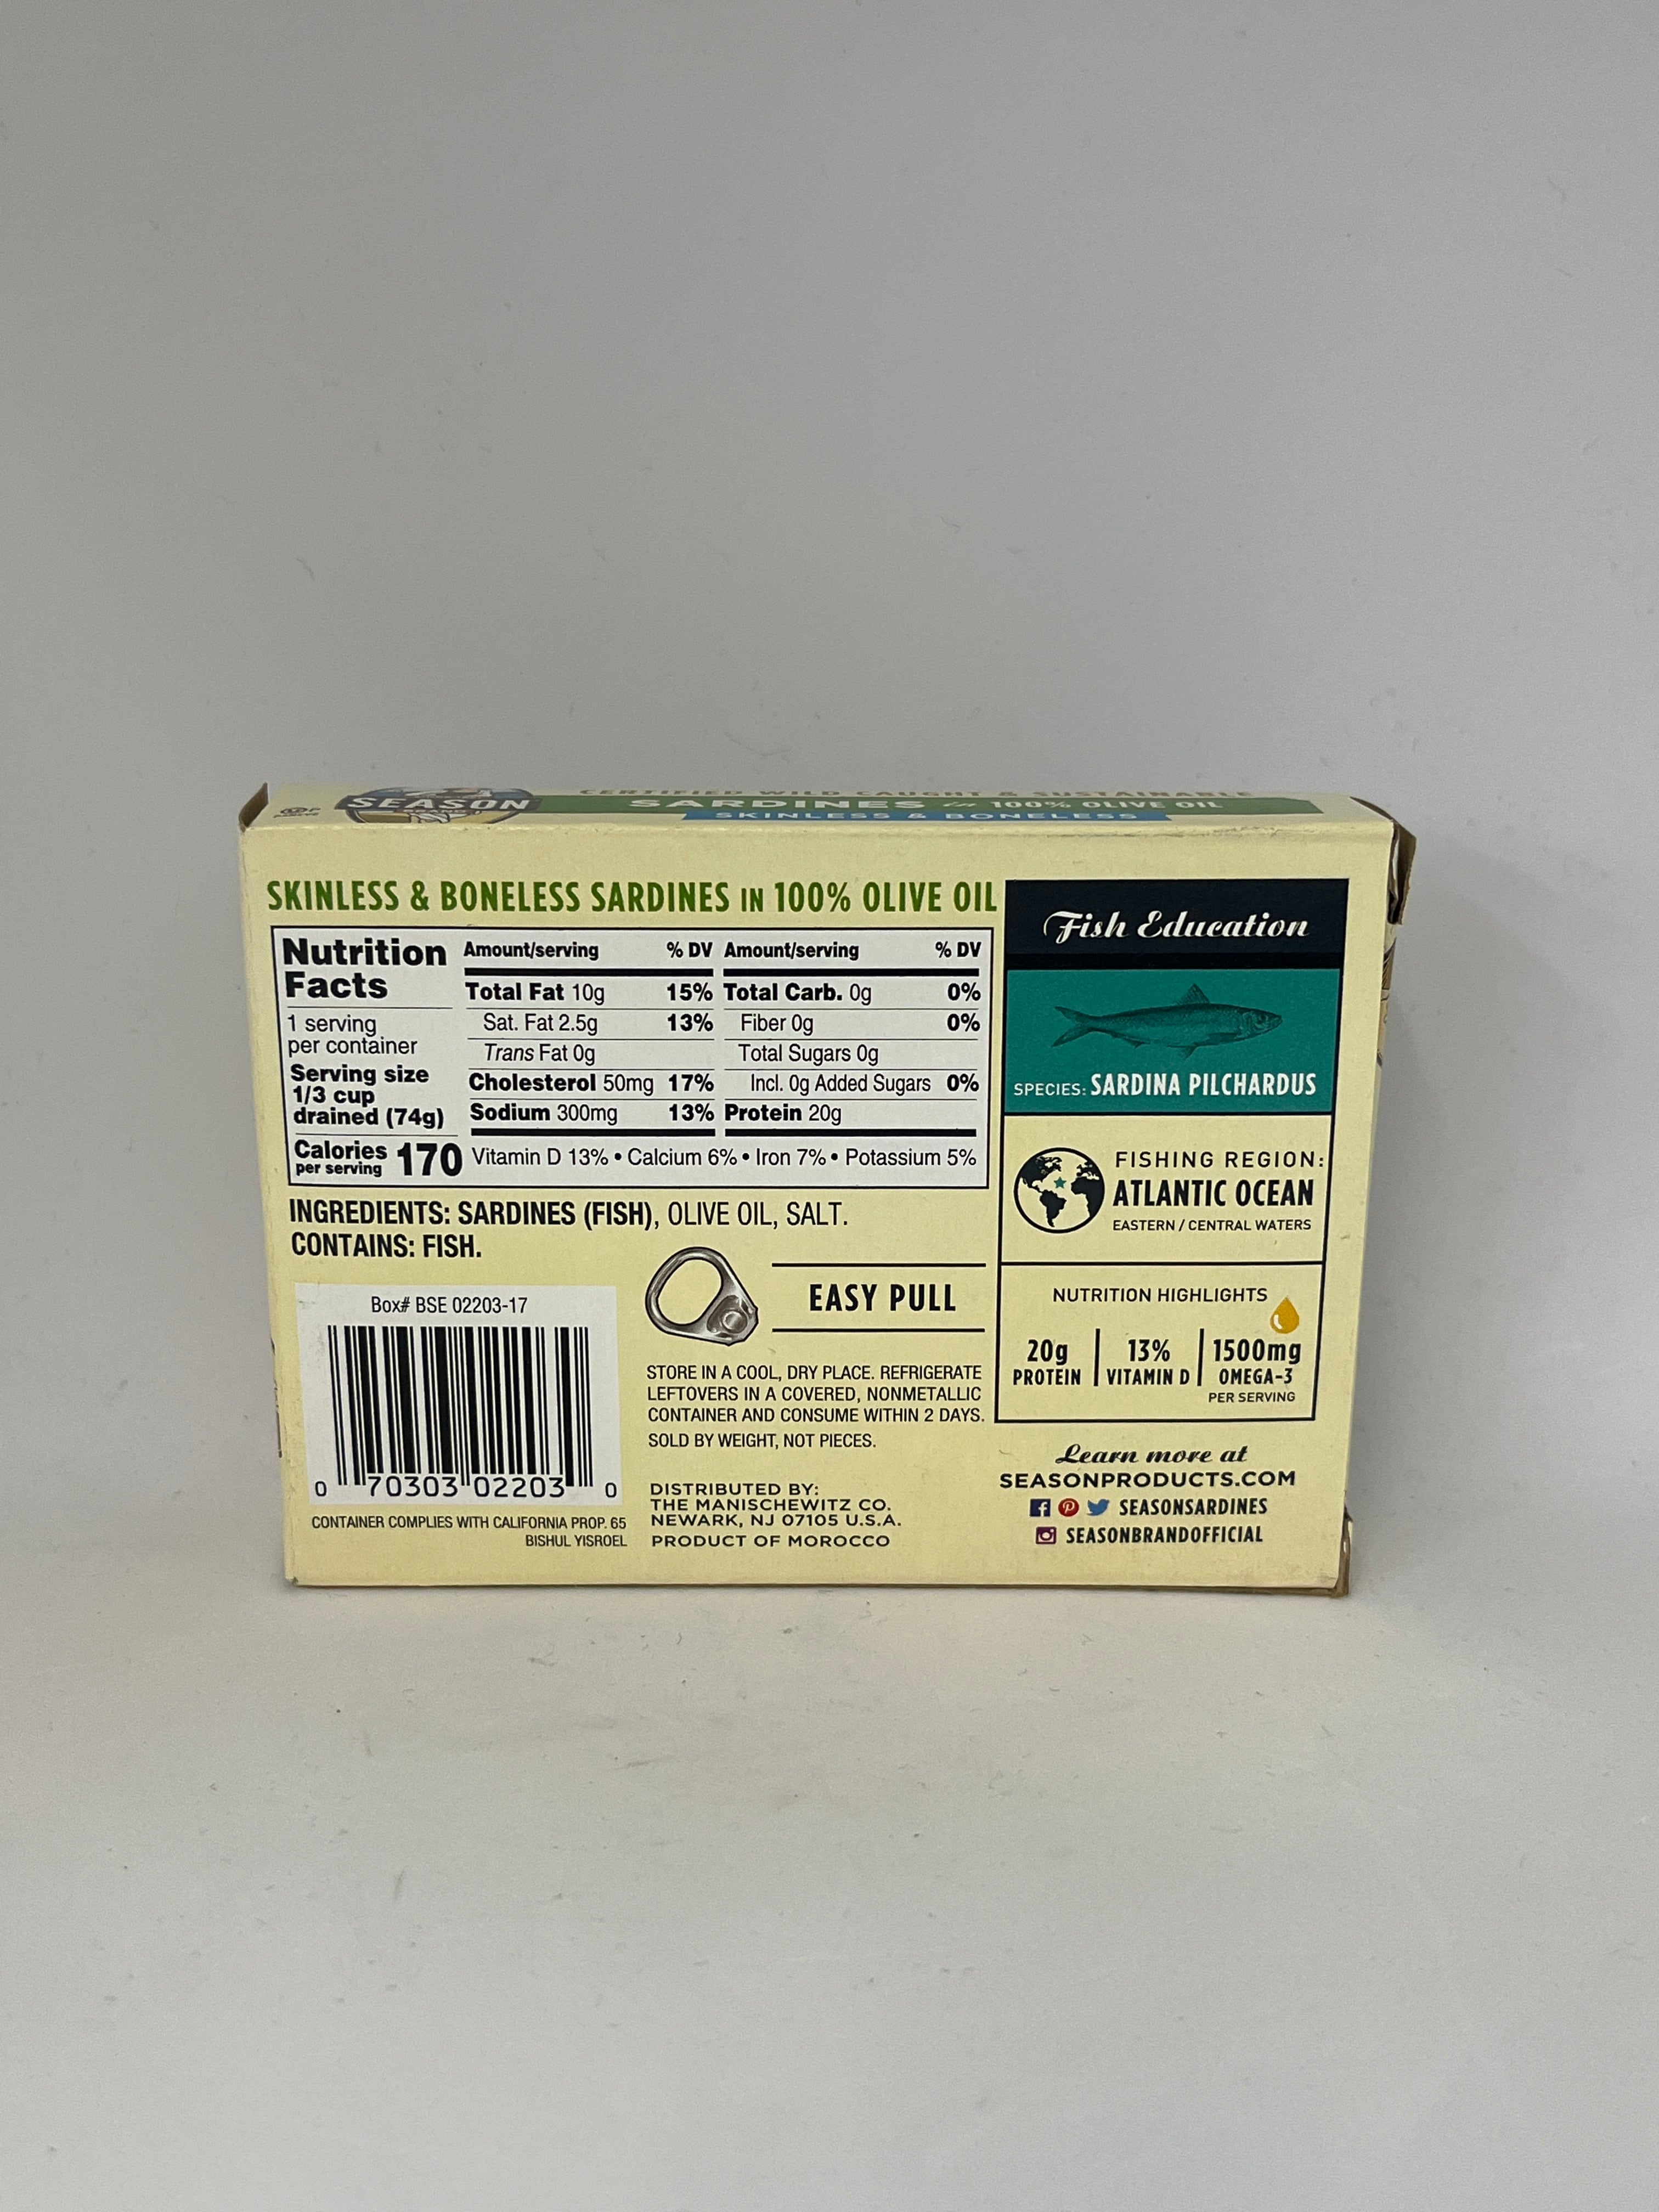 SEASON
CERTIFIED WILD CAUGHT & SUSTAINABLE
SARDINES in 100% OLIVE OIL
SKINLESS & BONELESS
SKINLESS & BONELESS SARDINES IN 100% OLIVE OIL
Nutrition
Facts
1 serving
per container
Serving size
1/3 cup
drained (74g)
Calories
per serving
170
Amount/serving % DV Amount/serving % DV
Total Fat 10g 15% Total Carb. 0g 0%
Sat. Fat 2.5g 13% Fiber 0g 0%
Trans Fat 0g Total Sugars 0g
Cholesterol 50mg 17% Incl. 0g Added Sugars 0%
Sodium 300mg 13% Protein 20g
Vitamin D 13% • Calcium 6% • Iron 7% • Potassium 5%
INGREDIENTS: SARDINES (FISH), OLIVE OIL, SALT.
CONTAINS: FISH.
Box# BSE 02203-17
0 70303 02203 0
CONTAINER COMPLIES WITH CALIFORNIA PROP. 65
BISHUL YISROEL
EASY PULL
STORE IN A COOL, DRY PLACE. REFRIGERATE
LEFTOVERS IN A COVERED, NONMETALLIC
CONTAINER AND CONSUME WITHIN 2 DAYS.
SOLD BY WEIGHT, NOT PIECES.
DISTRIBUTED BY:
THE MANISCHEWITZ CO.
NEWARK, NJ 07105 U.S.A.
PRODUCT OF MOROCCO
Fish Education
SPECIES: SARDINA PILCHARDUS
FISHING REGION:
ATLANTIC OCEAN
EASTERN / CENTRAL WATERS
NUTRITION HIGHLIGHTS
20g 13% 1500mg
PROTEIN VITAMIN D OMEGA-3
PER SERVING
Learn more at
SEASONPRODUCTS.COM
SEASONSARDINES
SEASONBRANDOFFICIAL